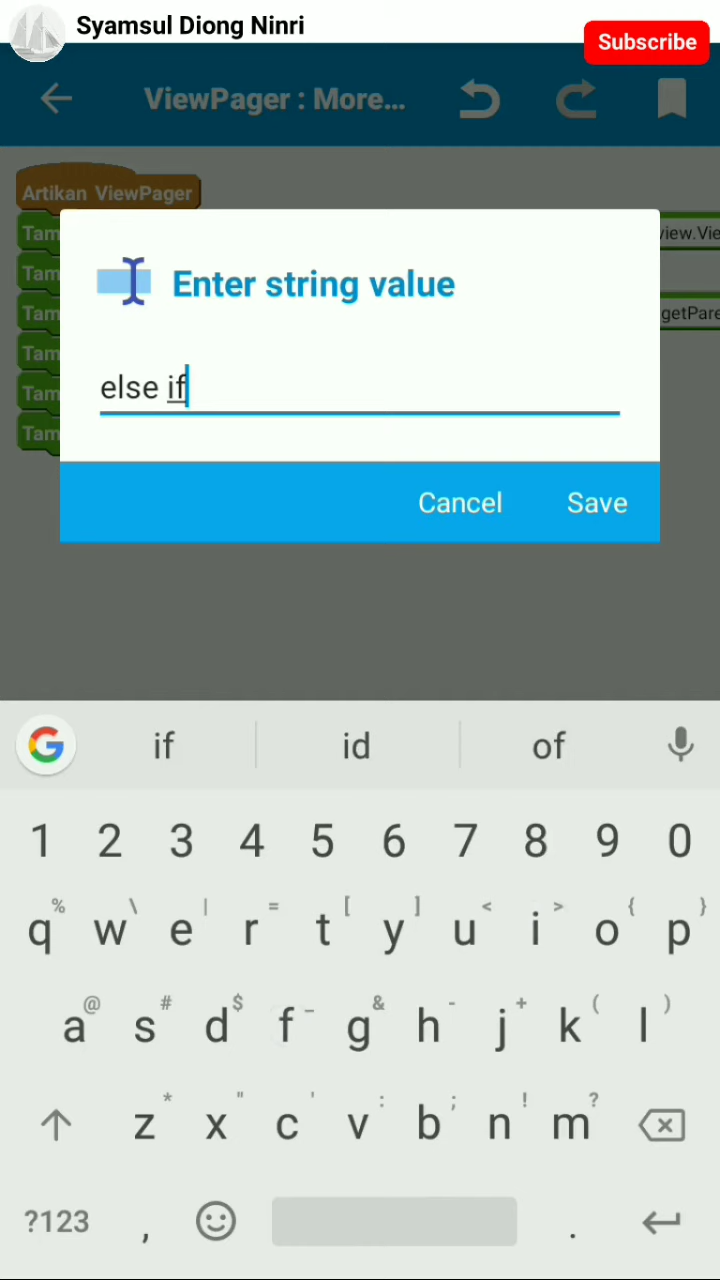 Syamsul Diong Ninri
Subscribe
ViewPager : More...
Artikan ViewPager
Tam
view.Vie
Tam
Tam
getPare
Tam
Tam
Tam
Enter string value
else if
Cancel Save
G if id of
1 2 3 4 5 6 7 8 9 0
% \ | = [ ] < > { }
q w e r t y u i o p
@ # $ _ & - + ( )
a s d f g h j k l
* " ' : ; ! ?
z x c v b n m
?123 , .